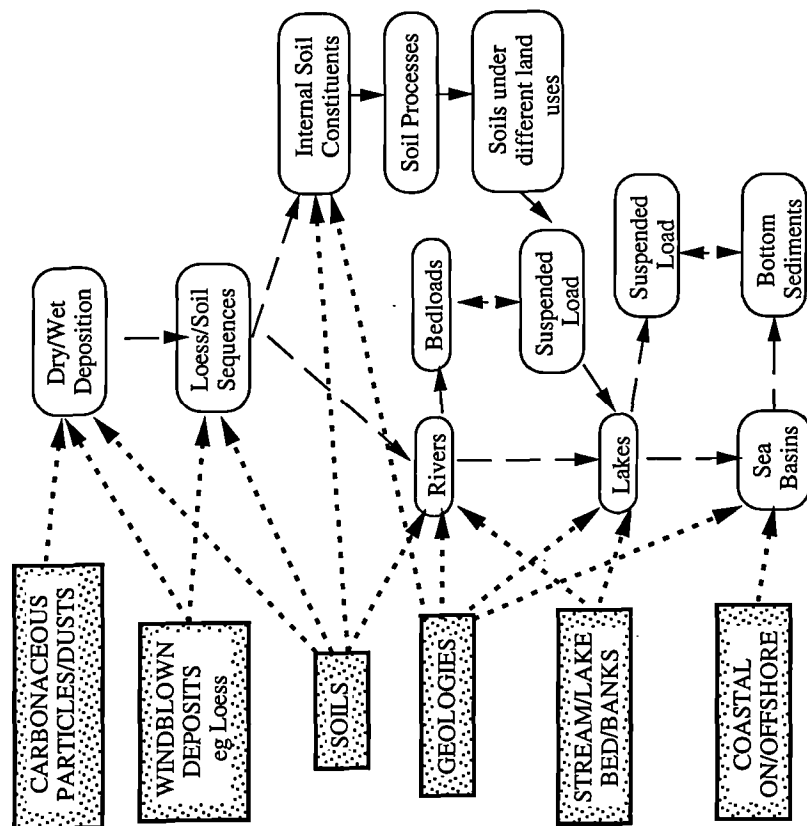 CARBONACEOUS
PARTICLES/DUSTS
WINDBLOWN
DEPOSITS
eg Loess
SOILS
GEOLOGIES
STREAM/LAKE
BED/BANKS
COASTAL
ON/OFFSHORE
Dry/Wet
Deposition
Loess/Soil
Sequences
Rivers
Lakes
Sea
Basins
Internal Soil
Constituents
Soil Processes
Soils under
different land
uses
Bedloads
Suspended
Load
Suspended
Load
Bottom
Sediments